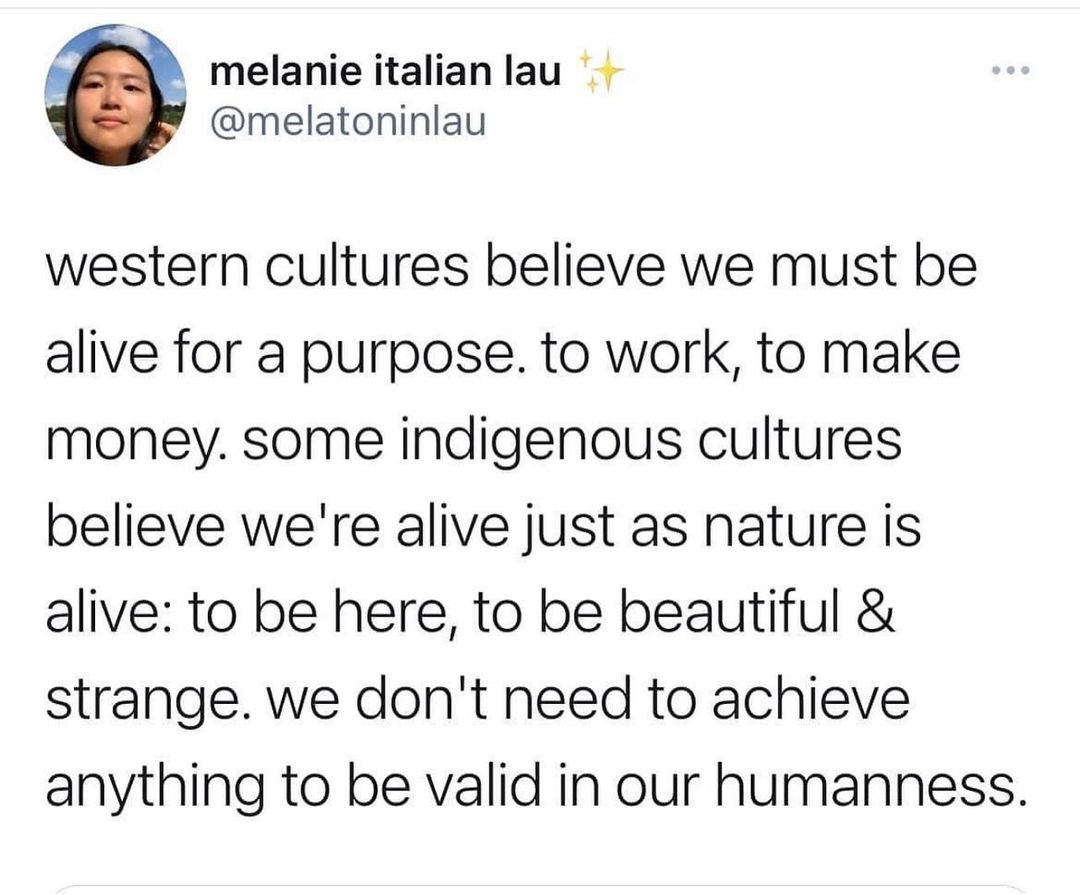 melanie italian lau ✨
@melatoninlau
western cultures believe we must be
alive for a purpose. to work, to make
money. some indigenous cultures
believe we're alive just as nature is
alive: to be here, to be beautiful &
strange. we don't need to achieve
anything to be valid in our humanness.